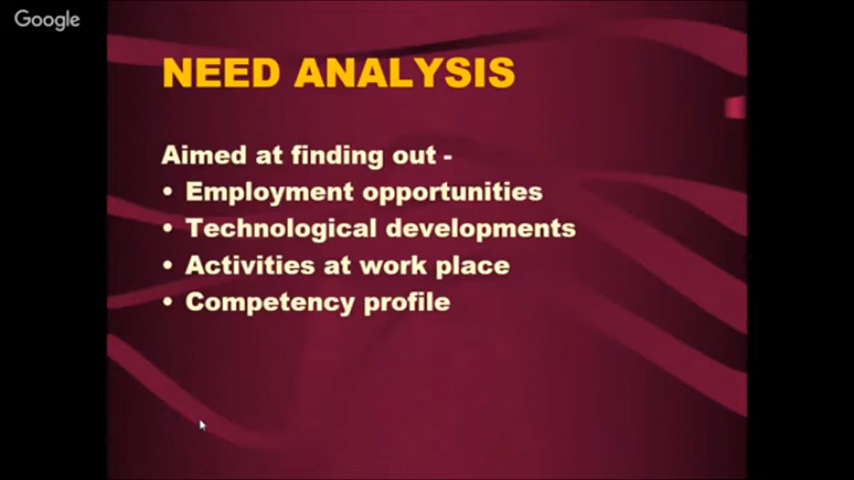 Google
NEED ANALYSIS
Aimed at finding out -
• Employment opportunities
• Technological developments
• Activities at work place
• Competency profile